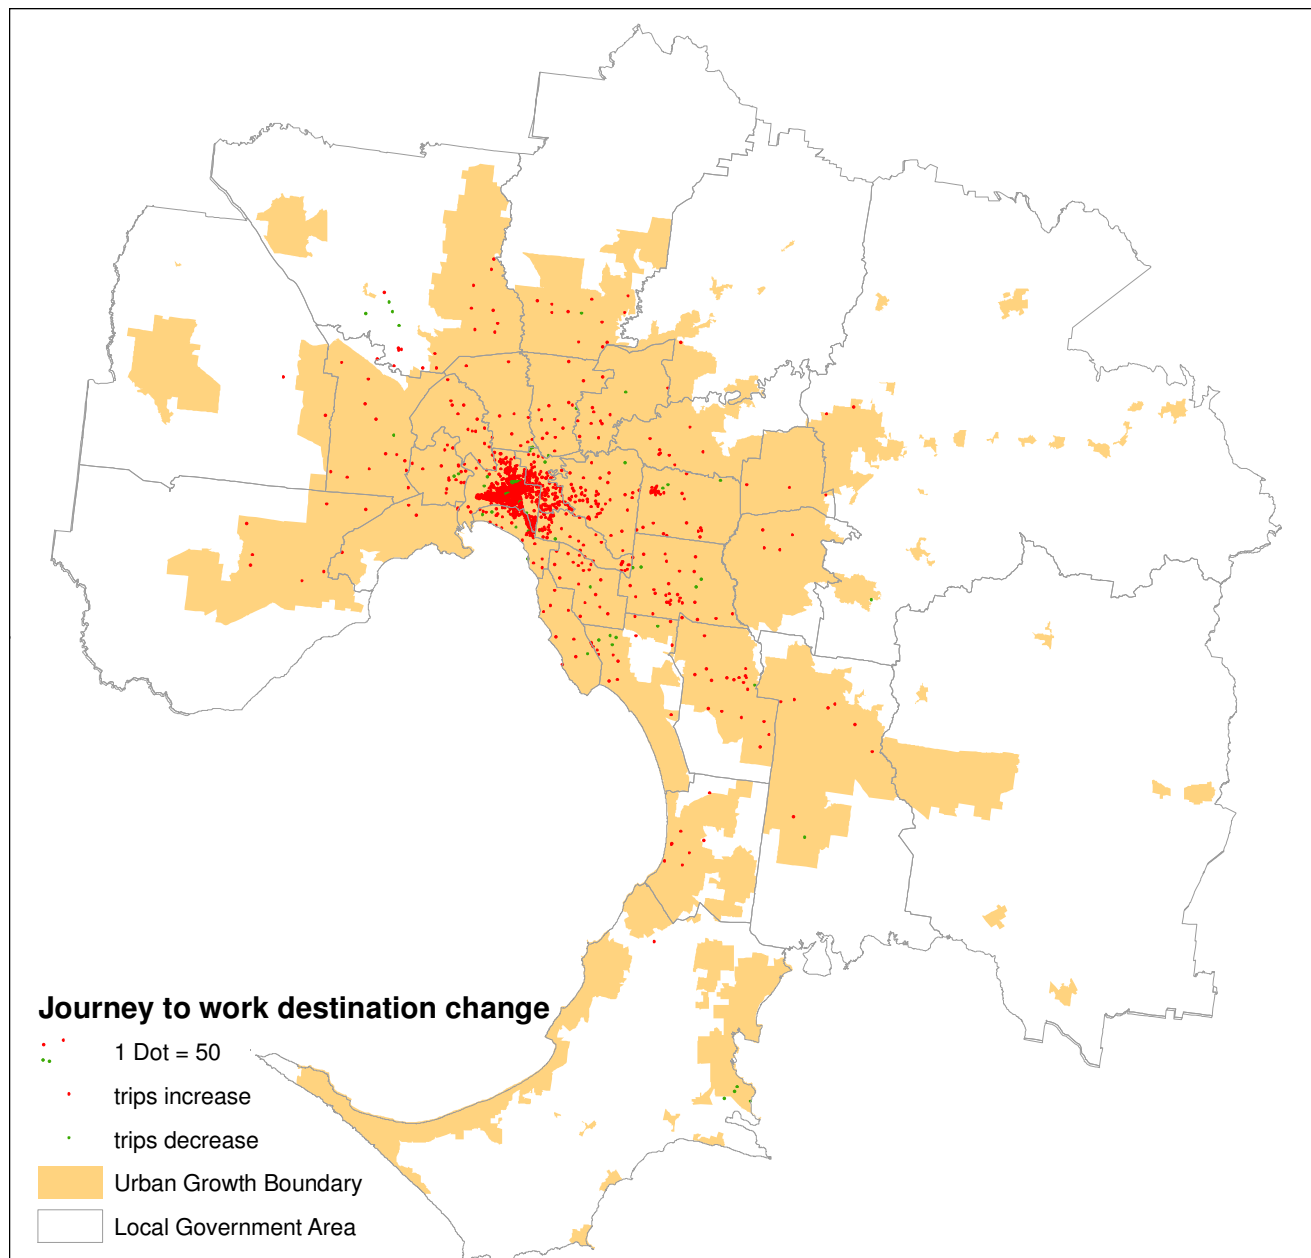 Journey to work destination change
1 Dot = 50
trips increase
trips decrease
Urban Growth Boundary
Local Government Area